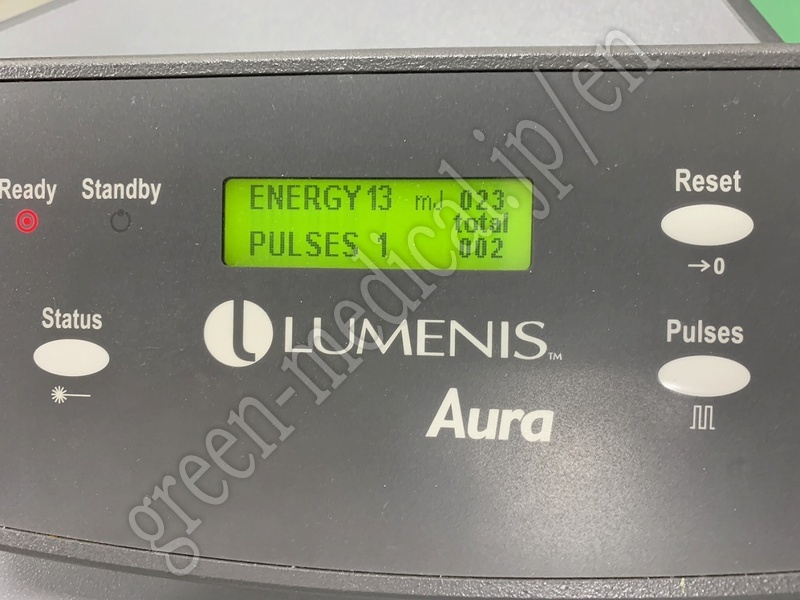 Ready Standby
ENERGY 13 mJ 023
total
PULSES 1 002
Reset
→0
Status
LUMENIS™
Pulses
Aura
green-medical.jp/en